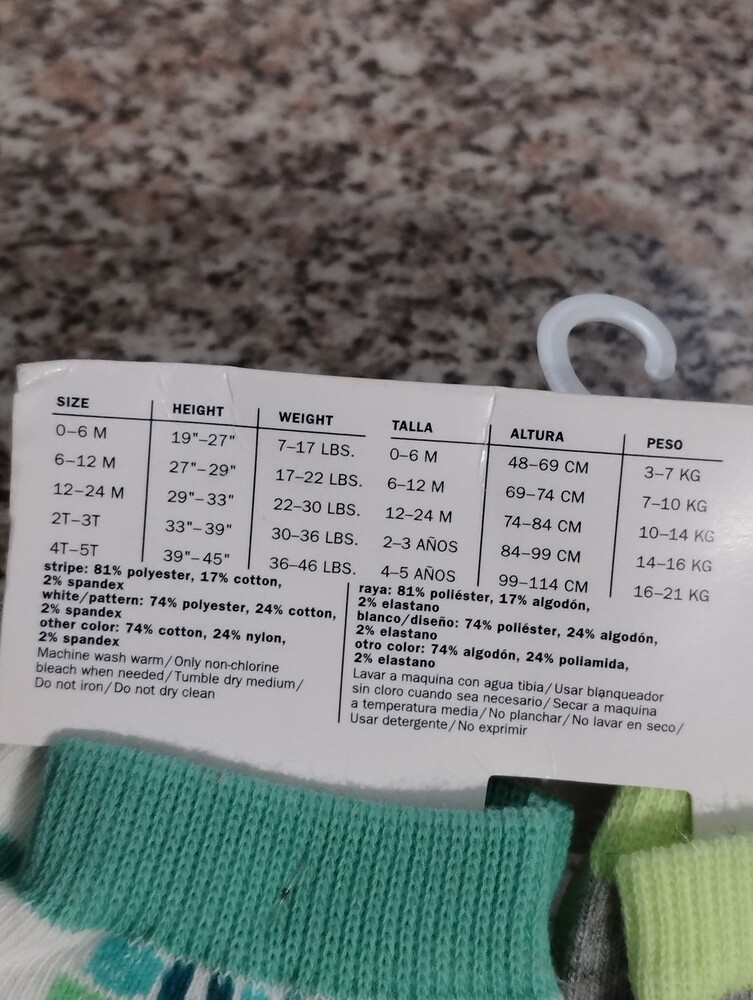 SIZE HEIGHT WEIGHT
0–6 M 19"–27" 7–17 LBS.
6–12 M 27"–29" 17–22 LBS.
12–24 M 29"–33" 22–30 LBS.
2T–3T 33"–39" 30–36 LBS.
4T–5T 39"–45" 36–46 LBS.
stripe: 81% polyester, 17% cotton,
2% spandex
white/pattern: 74% polyester, 24% cotton,
2% spandex
other color: 74% cotton, 24% nylon,
2% spandex
Machine wash warm/Only non-chlorine
bleach when needed/Tumble dry medium/
Do not iron/Do not dry clean
TALLA ALTURA PESO
0–6 M 48–69 CM 3–7 KG
6–12 M 69–74 CM 7–10 KG
12–24 M 74–84 CM 10–14 KG
2–3 AÑOS 84–99 CM 14–16 KG
4–5 AÑOS 99–114 CM 16–21 KG
raya: 81% poliéster, 17% algodón,
2% elastano
blanco/diseño: 74% poliéster, 24% algodón,
2% elastano
otro color: 74% algodón, 24% poliamida,
2% elastano
Lavar a maquina con agua tibia/Usar blanqueador
sin cloro cuando sea necesario/Secar a maquina
a temperatura media/No planchar/No lavar en seco/
Usar detergente/No exprimir